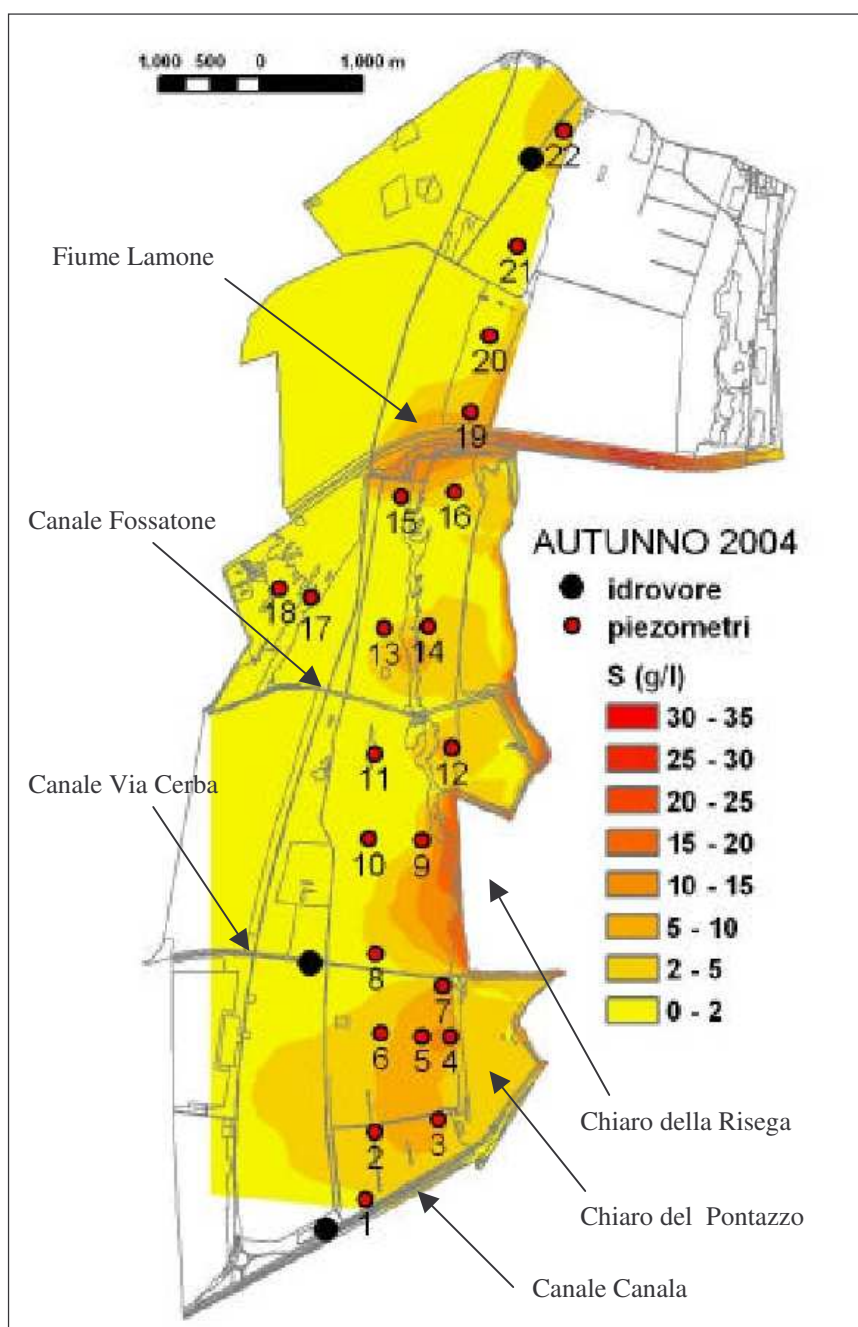 1.000 500 0 1.000 m
22
21
Fiume Lamone
20
19
Canale Fossatone
15
16
AUTUNNO 2004
idrovore
piezometri
18
17
13
14
S (g/l)
30 - 35
25 - 30
20 - 25
15 - 20
10 - 15
5 - 10
2 - 5
0 - 2
11
12
Canale Via Cerba
10
9
8
7
6
5
4
Chiaro della Risega
2
3
1
Chiaro del Pontazzo
Canale Canala